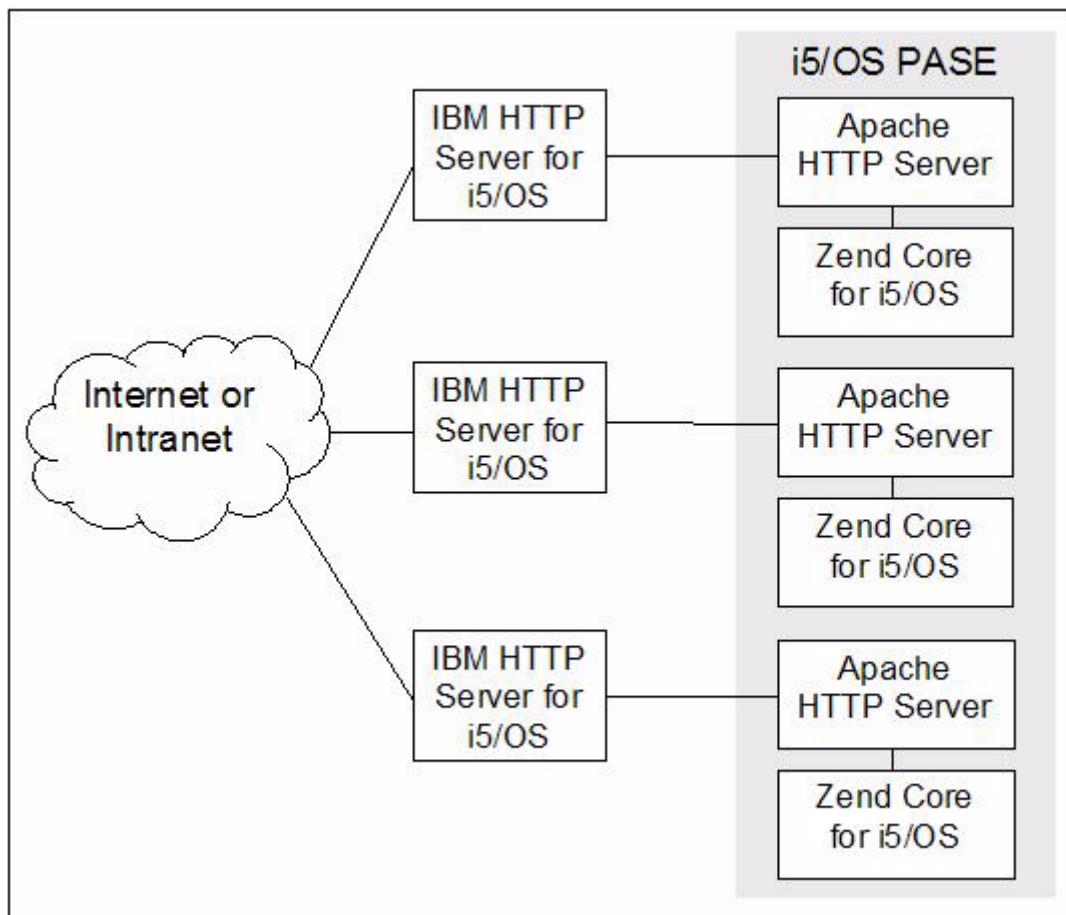 i5/OS PASE
IBM HTTP
Server for
i5/OS
Apache
HTTP Server
Zend Core
for i5/OS
Internet or
Intranet
IBM HTTP
Server for
i5/OS
Apache
HTTP Server
Zend Core
for i5/OS
IBM HTTP
Server for
i5/OS
Apache
HTTP Server
Zend Core
for i5/OS